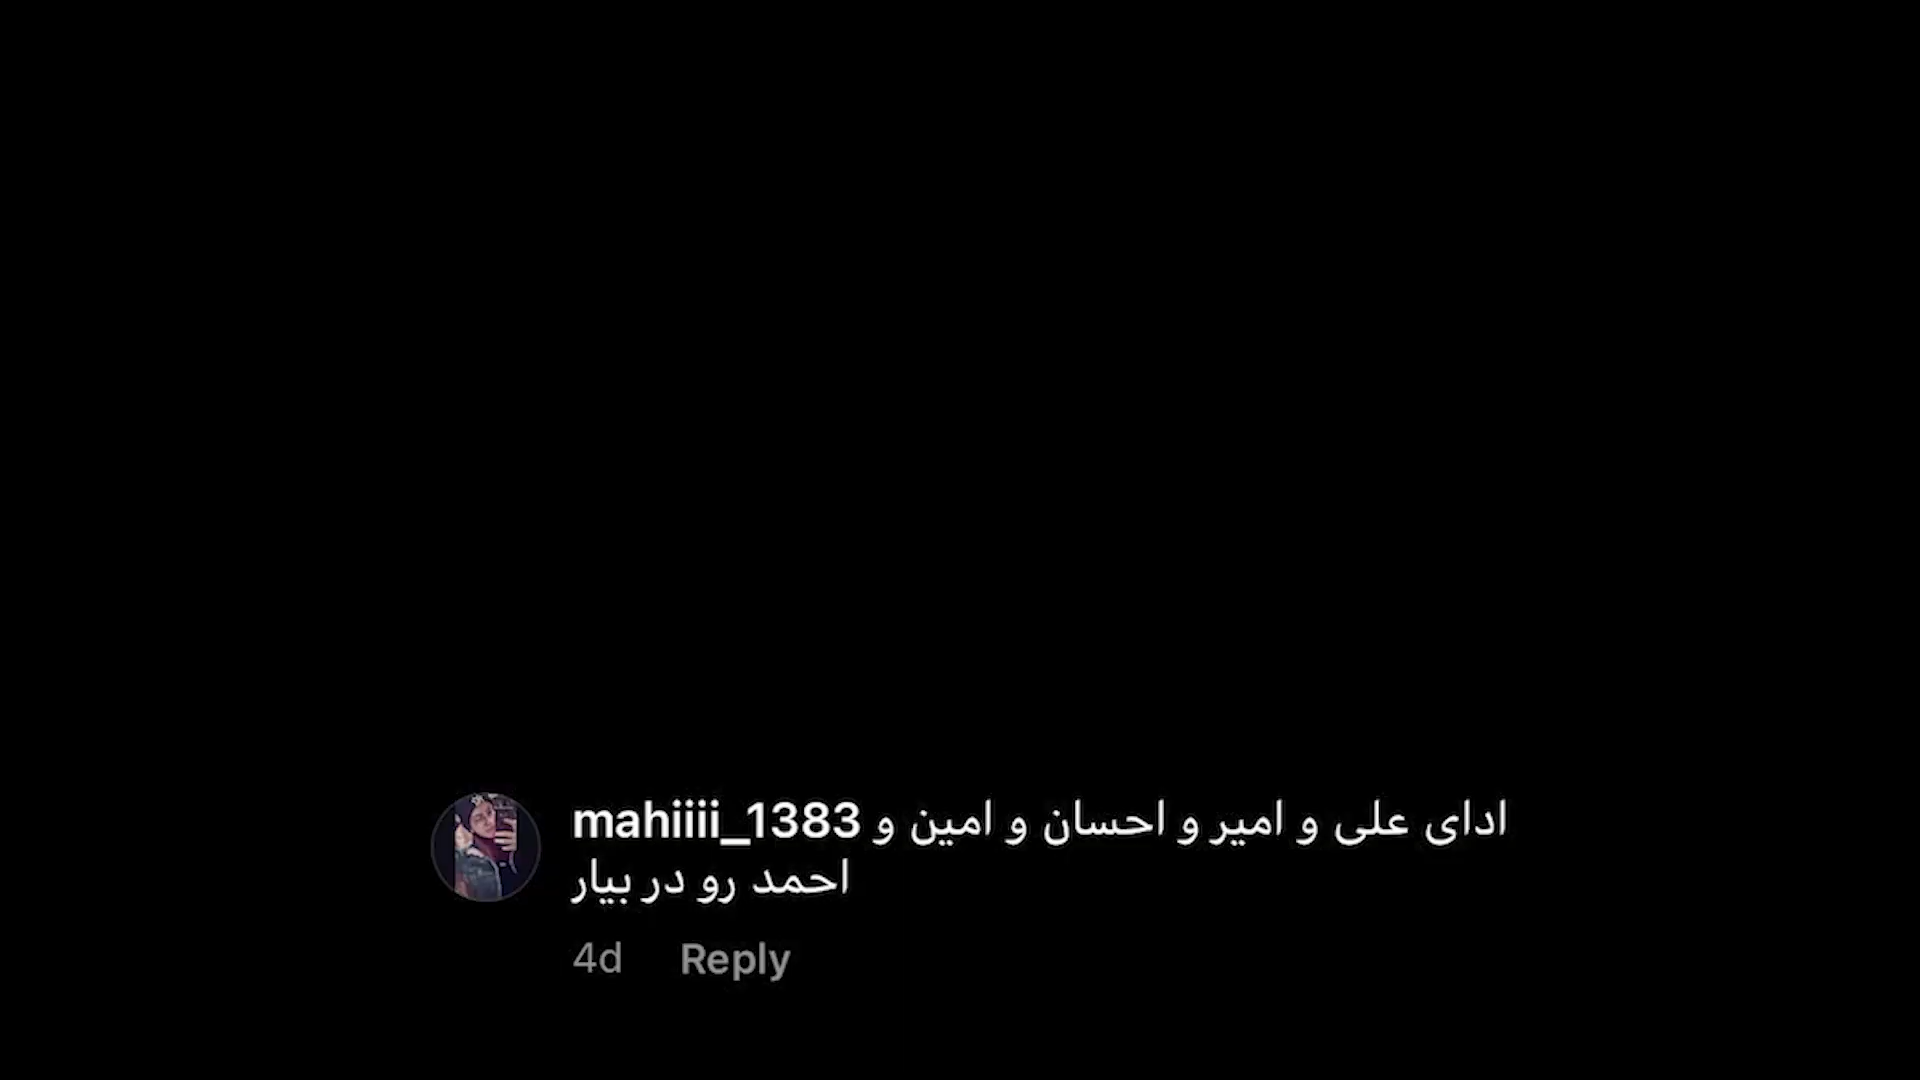 mahiiii_1383 ادای علی و امیر و احسان و امین و
احمد رو در بیار
4d Reply